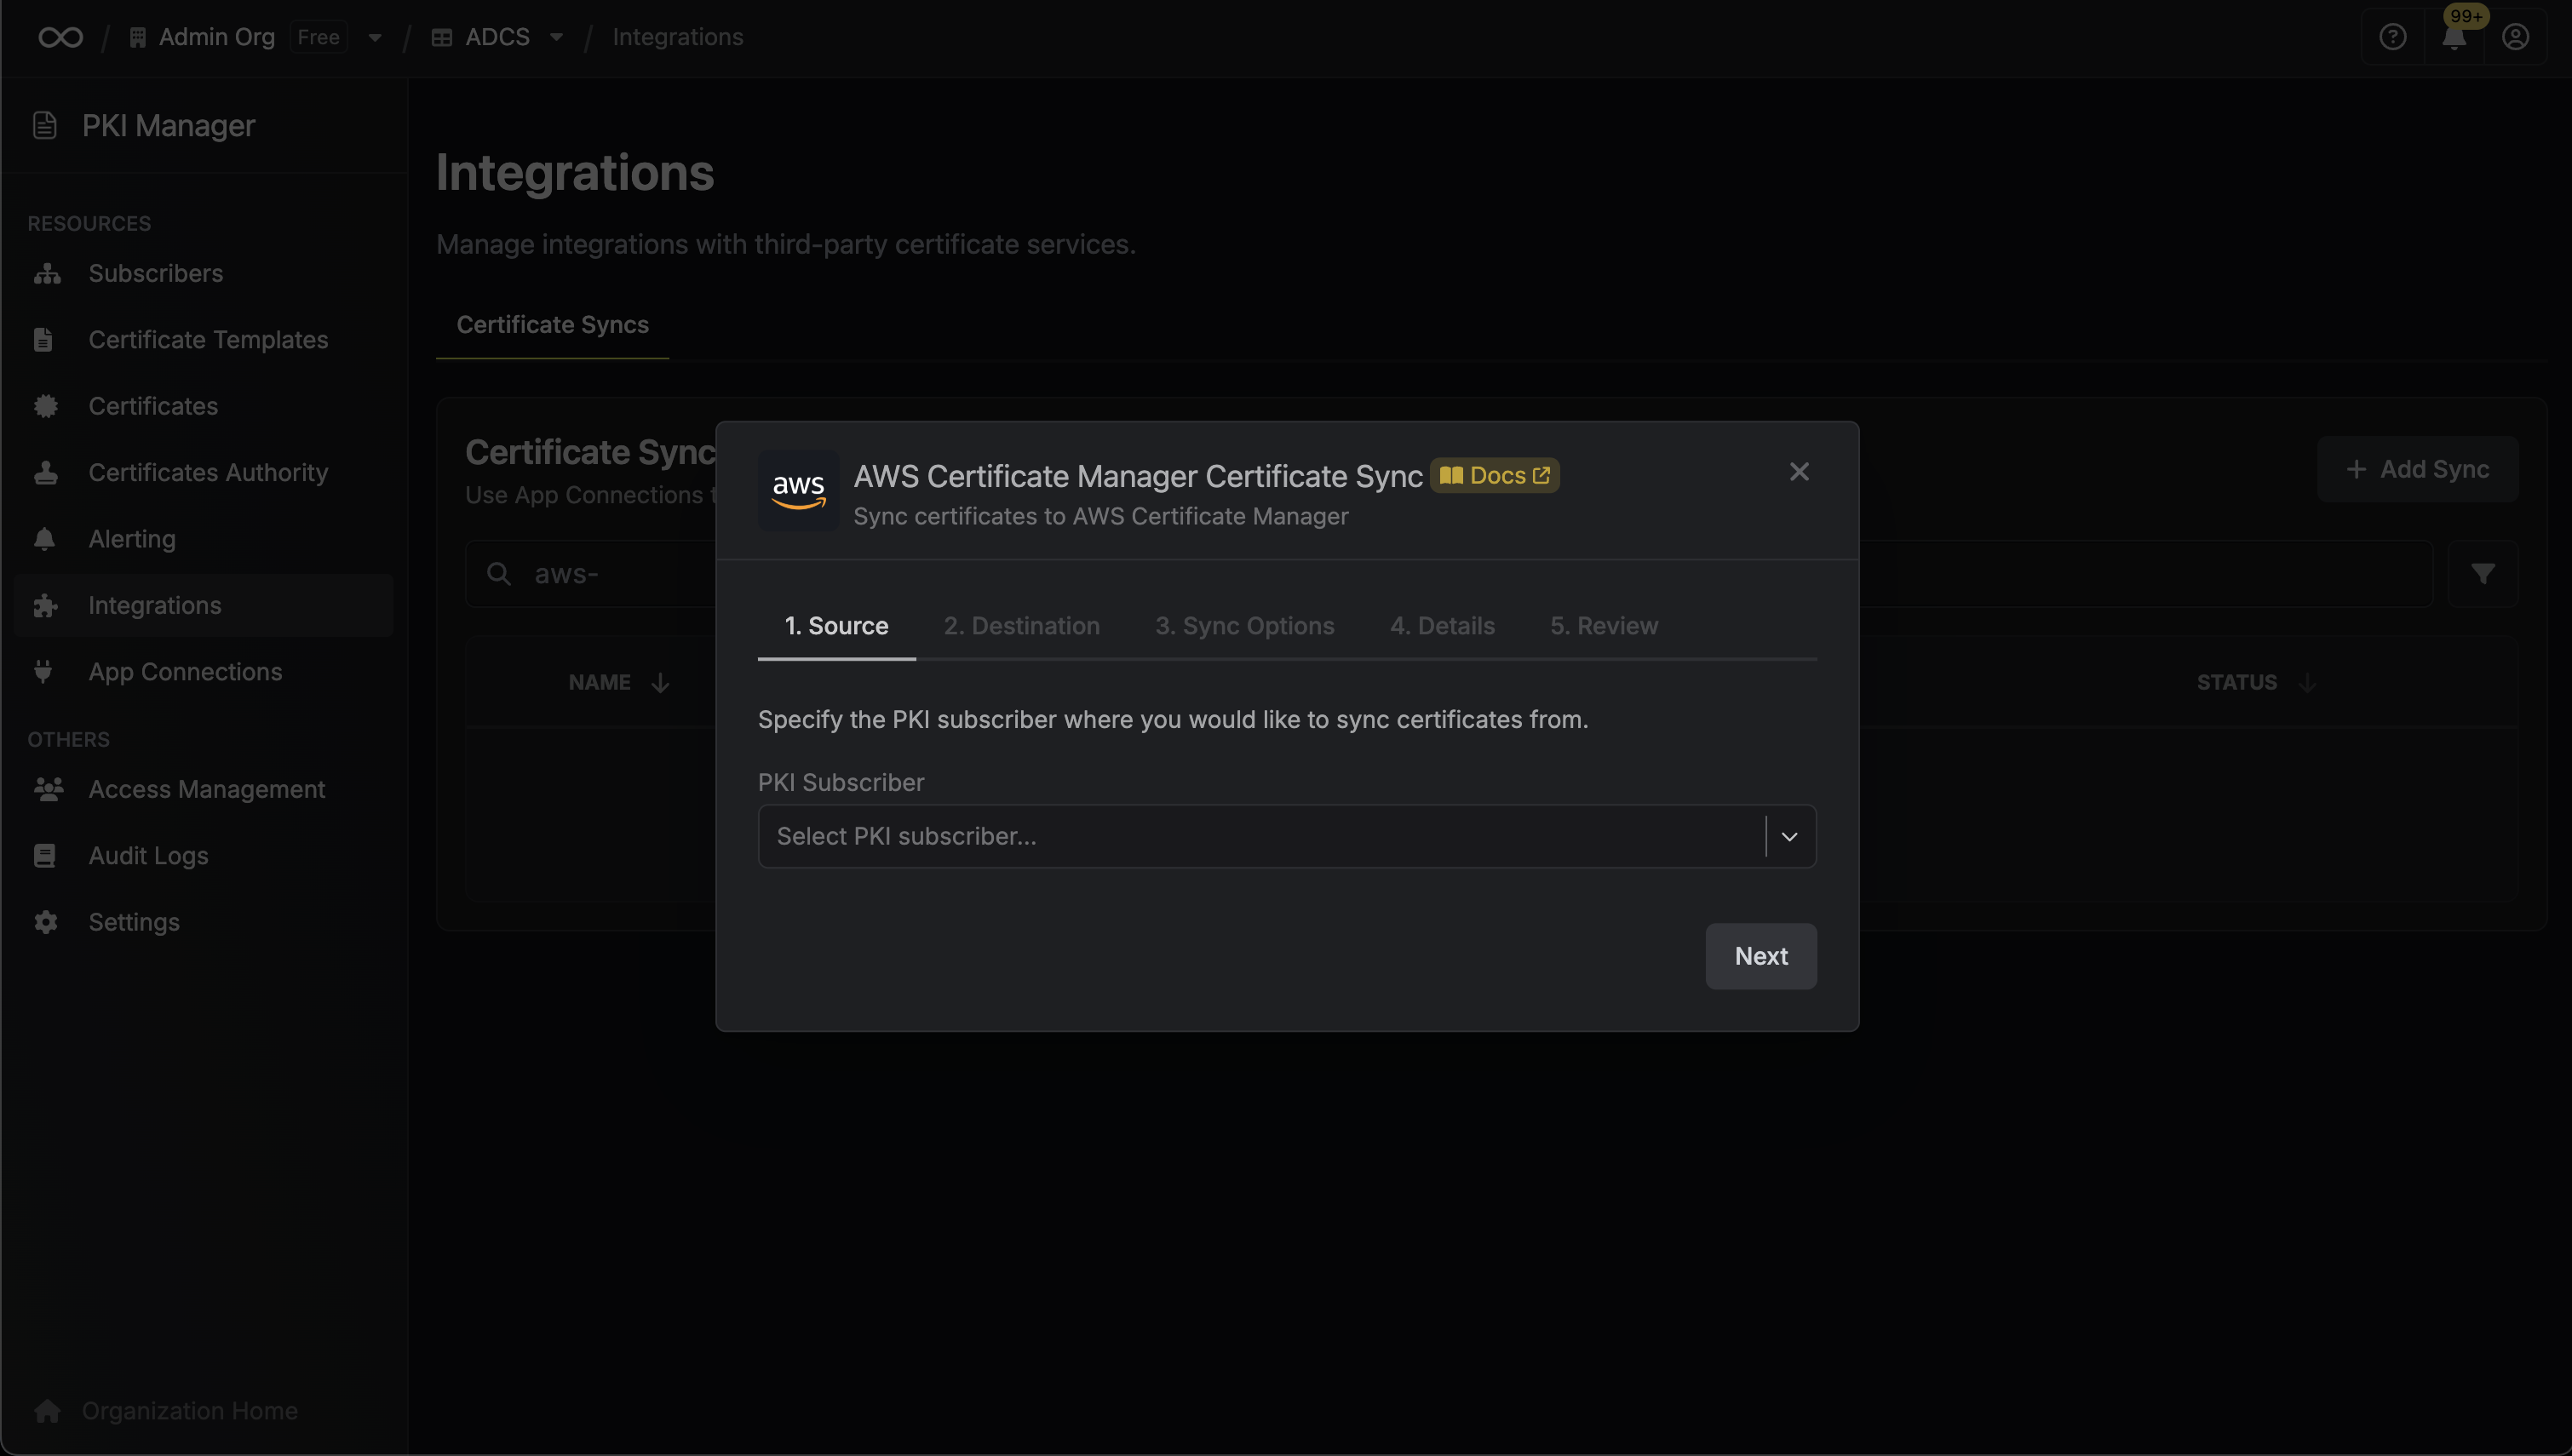 / Admin Org Free / ADCS / Integrations
99+
PKI Manager
RESOURCES
Subscribers
Certificate Templates
Certificates
Certificates Authority
Alerting
Integrations
App Connections
OTHERS
Access Management
Audit Logs
Settings
Organization Home
Integrations
Manage integrations with third-party certificate services.
Certificate Syncs
Certificate Sync
Use App Connections t
+ Add Sync
aws-
NAME
STATUS
aws
AWS Certificate Manager Certificate Sync Docs
Sync certificates to AWS Certificate Manager
1. Source 2. Destination 3. Sync Options 4. Details 5. Review
Specify the PKI subscriber where you would like to sync certificates from.
PKI Subscriber
Select PKI subscriber...
Next